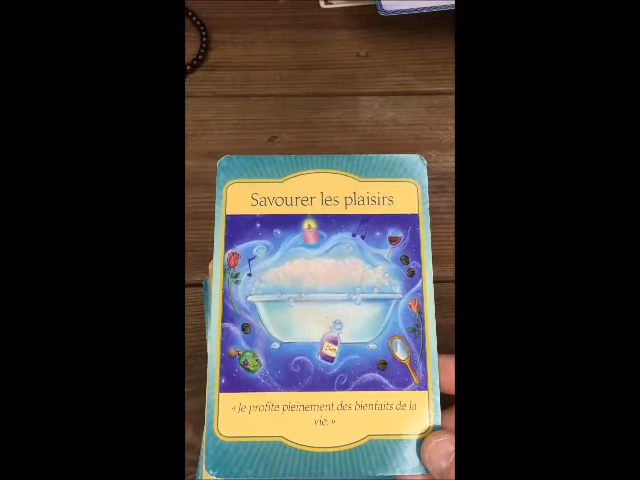 Savourer les plaisirs
« Je profite pleinement des bienfaits de la
vie. »